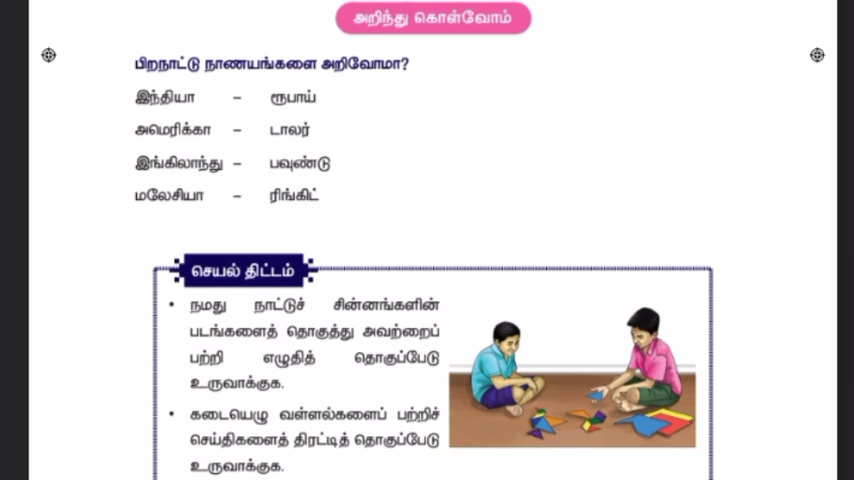 அறிந்து கொள்வோம்
பிறநாட்டு நாணயங்களை அறிவோமா?
இந்தியா – ரூபாய்
அமெரிக்கா – டாலர்
இங்கிலாந்து – பவுண்டு
மலேசியா – ரிங்கிட்
செயல் திட்டம்
• நமது நாட்டுச் சின்னங்களின்
படங்களைத் தொகுத்து அவற்றைப்
பற்றி எழுதித் தொகுப்பேடு
உருவாக்குக.
• கடையெழு வள்ளல்களைப் பற்றிச்
செய்திகளைத் திரட்டித் தொகுப்பேடு
உருவாக்குக.